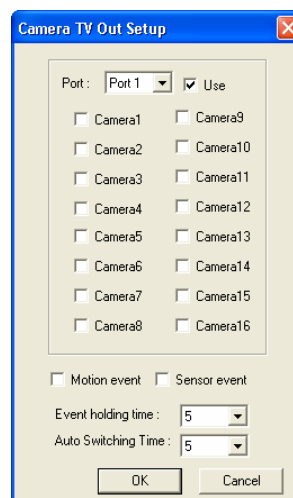 Camera TV Out Setup
Port : Port 1 Use
Camera1 Camera9
Camera2 Camera10
Camera3 Camera11
Camera4 Camera12
Camera5 Camera13
Camera6 Camera14
Camera7 Camera15
Camera8 Camera16
Motion event Sensor event
Event holding time : 5
Auto Switching Time : 5
OK Cancel